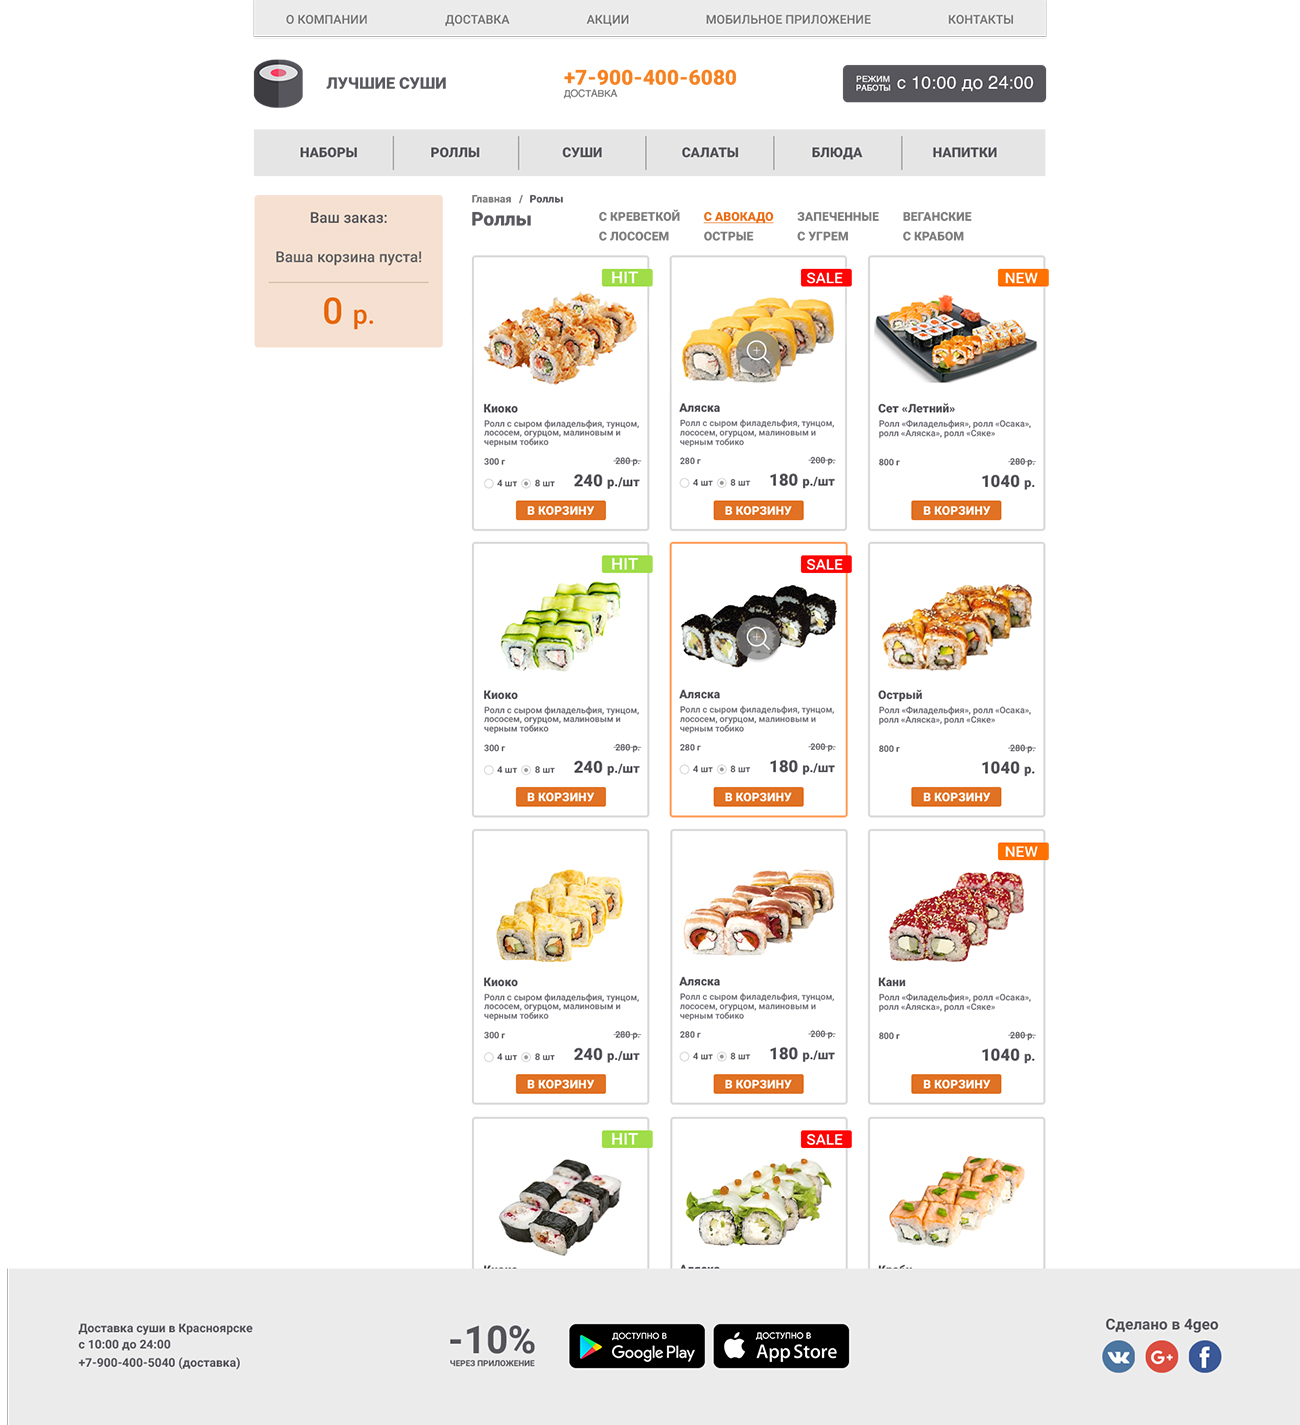 О КОМПАНИИ ДОСТАВКА АКЦИИ МОБИЛЬНОЕ ПРИЛОЖЕНИЕ КОНТАКТЫ
ЛУЧШИЕ СУШИ
+7-900-400-6080
ДОСТАВКА
РЕЖИМ РАБОТЫ с 10:00 до 24:00
НАБОРЫ РОЛЛЫ СУШИ САЛАТЫ БЛЮДА НАПИТКИ
Ваш заказ:
Ваша корзина пуста!
0 р.
Главная / Роллы
Роллы
С КРЕВЕТКОЙ С АВОКАДО ЗАПЕЧЕННЫЕ ВЕГАНСКИЕ
С ЛОСОСЕМ ОСТРЫЕ С УГРЕМ С КРАБОМ
HIT
Киоко
Ролл с сыром филадельфия, тунцом,
лососем, огурцом, малиновым и
черным тобико
300 г 280 р.
4 шт 8 шт 240 р./шт
В КОРЗИНУ
SALE
Аляска
Ролл с сыром филадельфия, тунцом,
лососем, огурцом, малиновым и
черным тобико
280 г 200 р.
4 шт 8 шт 180 р./шт
В КОРЗИНУ
NEW
Сет «Летний»
Ролл «Филадельфия», ролл «Осака»,
ролл «Аляска», ролл «Сяке»
800 г 280 р.
1040 р.
В КОРЗИНУ
HIT
Киоко
Ролл с сыром филадельфия, тунцом,
лососем, огурцом, малиновым и
черным тобико
300 г 280 р.
4 шт 8 шт 240 р./шт
В КОРЗИНУ
SALE
Аляска
Ролл с сыром филадельфия, тунцом,
лососем, огурцом, малиновым и
черным тобико
280 г 200 р.
4 шт 8 шт 180 р./шт
В КОРЗИНУ
Острый
Ролл «Филадельфия», ролл «Осака»,
ролл «Аляска», ролл «Сяке»
800 г 280 р.
1040 р.
В КОРЗИНУ
Киоко
Ролл с сыром филадельфия, тунцом,
лососем, огурцом, малиновым и
черным тобико
300 г 280 р.
4 шт 8 шт 240 р./шт
В КОРЗИНУ
Аляска
Ролл с сыром филадельфия, тунцом,
лососем, огурцом, малиновым и
черным тобико
280 г 200 р.
4 шт 8 шт 180 р./шт
В КОРЗИНУ
NEW
Кани
Ролл «Филадельфия», ролл «Осака»,
ролл «Аляска», ролл «Сяке»
800 г 280 р.
1040 р.
В КОРЗИНУ
HIT
SALE
Доставка суши в Красноярске
с 10:00 до 24:00
+7-900-400-5040 (доставка)
-10%
ЧЕРЕЗ ПРИЛОЖЕНИЕ
ДОСТУПНО В
Google Play
ДОСТУПНО В
App Store
Сделано в 4geo
G+ f